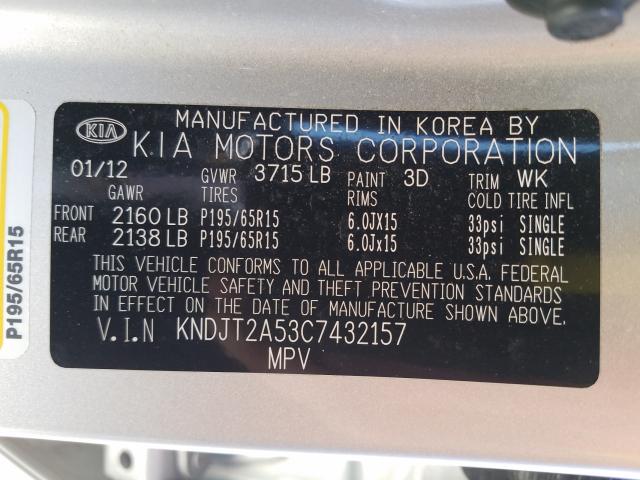 KIA
MANUFACTURED IN KOREA BY
KIA MOTORS CORPORATION
01/12 GVWR 3715 LB PAINT 3D TRIM WK
GAWR TIRES RIMS COLD TIRE INFL
FRONT 2160 LB P195/65R15 6.0JX15 33psi SINGLE
REAR 2138 LB P195/65R15 6.0JX15 33psi SINGLE
THIS VEHICLE CONFORMS TO ALL APPLICABLE U.S.A. FEDERAL
MOTOR VEHICLE SAFETY AND THEFT PREVENTION STANDARDS
IN EFFECT ON THE DATE OF MANUFACTURE SHOWN ABOVE.
V.I.N KNDJT2A53C7432157
MPV
P195/65R15